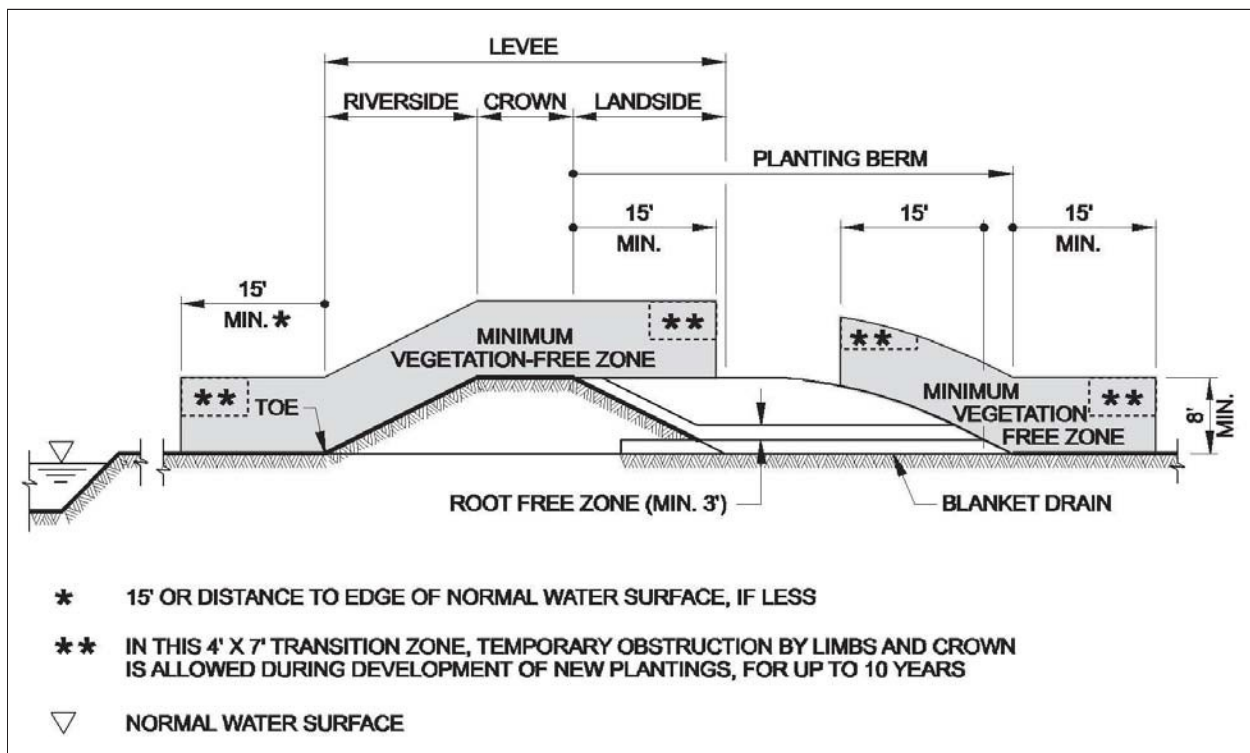 LEVEE
RIVERSIDE CROWN LANDSIDE
PLANTING BERM
15' MIN.
15'
15' MIN.
15' MIN. *
**
MINIMUM
VEGETATION-FREE ZONE
**
**
TOE
MINIMUM
VEGETATION
FREE ZONE
**
8' MIN.
ROOT FREE ZONE (MIN. 3')
BLANKET DRAIN
* 15' OR DISTANCE TO EDGE OF NORMAL WATER SURFACE, IF LESS
** IN THIS 4' X 7' TRANSITION ZONE, TEMPORARY OBSTRUCTION BY LIMBS AND CROWN
IS ALLOWED DURING DEVELOPMENT OF NEW PLANTINGS, FOR UP TO 10 YEARS
NORMAL WATER SURFACE